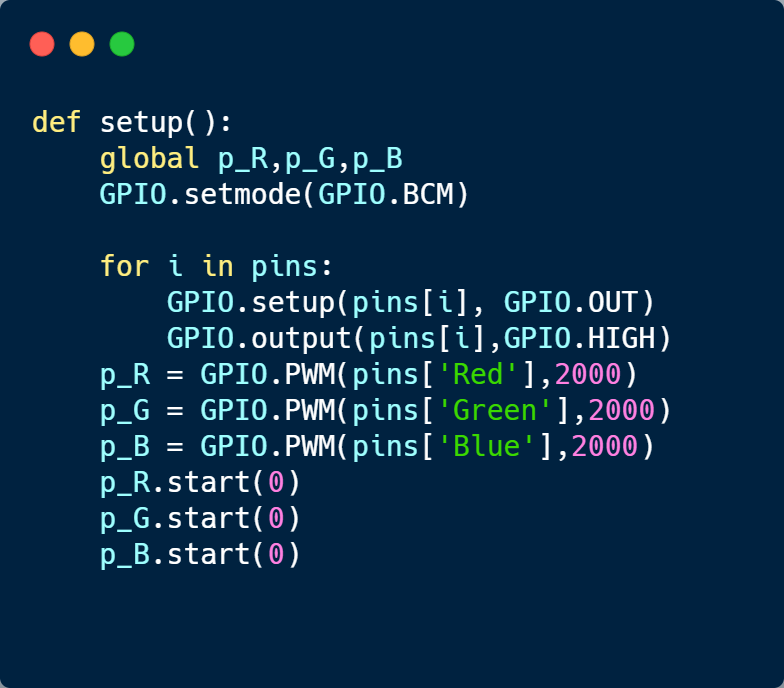 def setup():
    global p_R,p_G,p_B
    GPIO.setmode(GPIO.BCM)

    for i in pins:
        GPIO.setup(pins[i], GPIO.OUT)
        GPIO.output(pins[i],GPIO.HIGH)
    p_R = GPIO.PWM(pins['Red'],2000)
    p_G = GPIO.PWM(pins['Green'],2000)
    p_B = GPIO.PWM(pins['Blue'],2000)
    p_R.start(0)
    p_G.start(0)
    p_B.start(0)